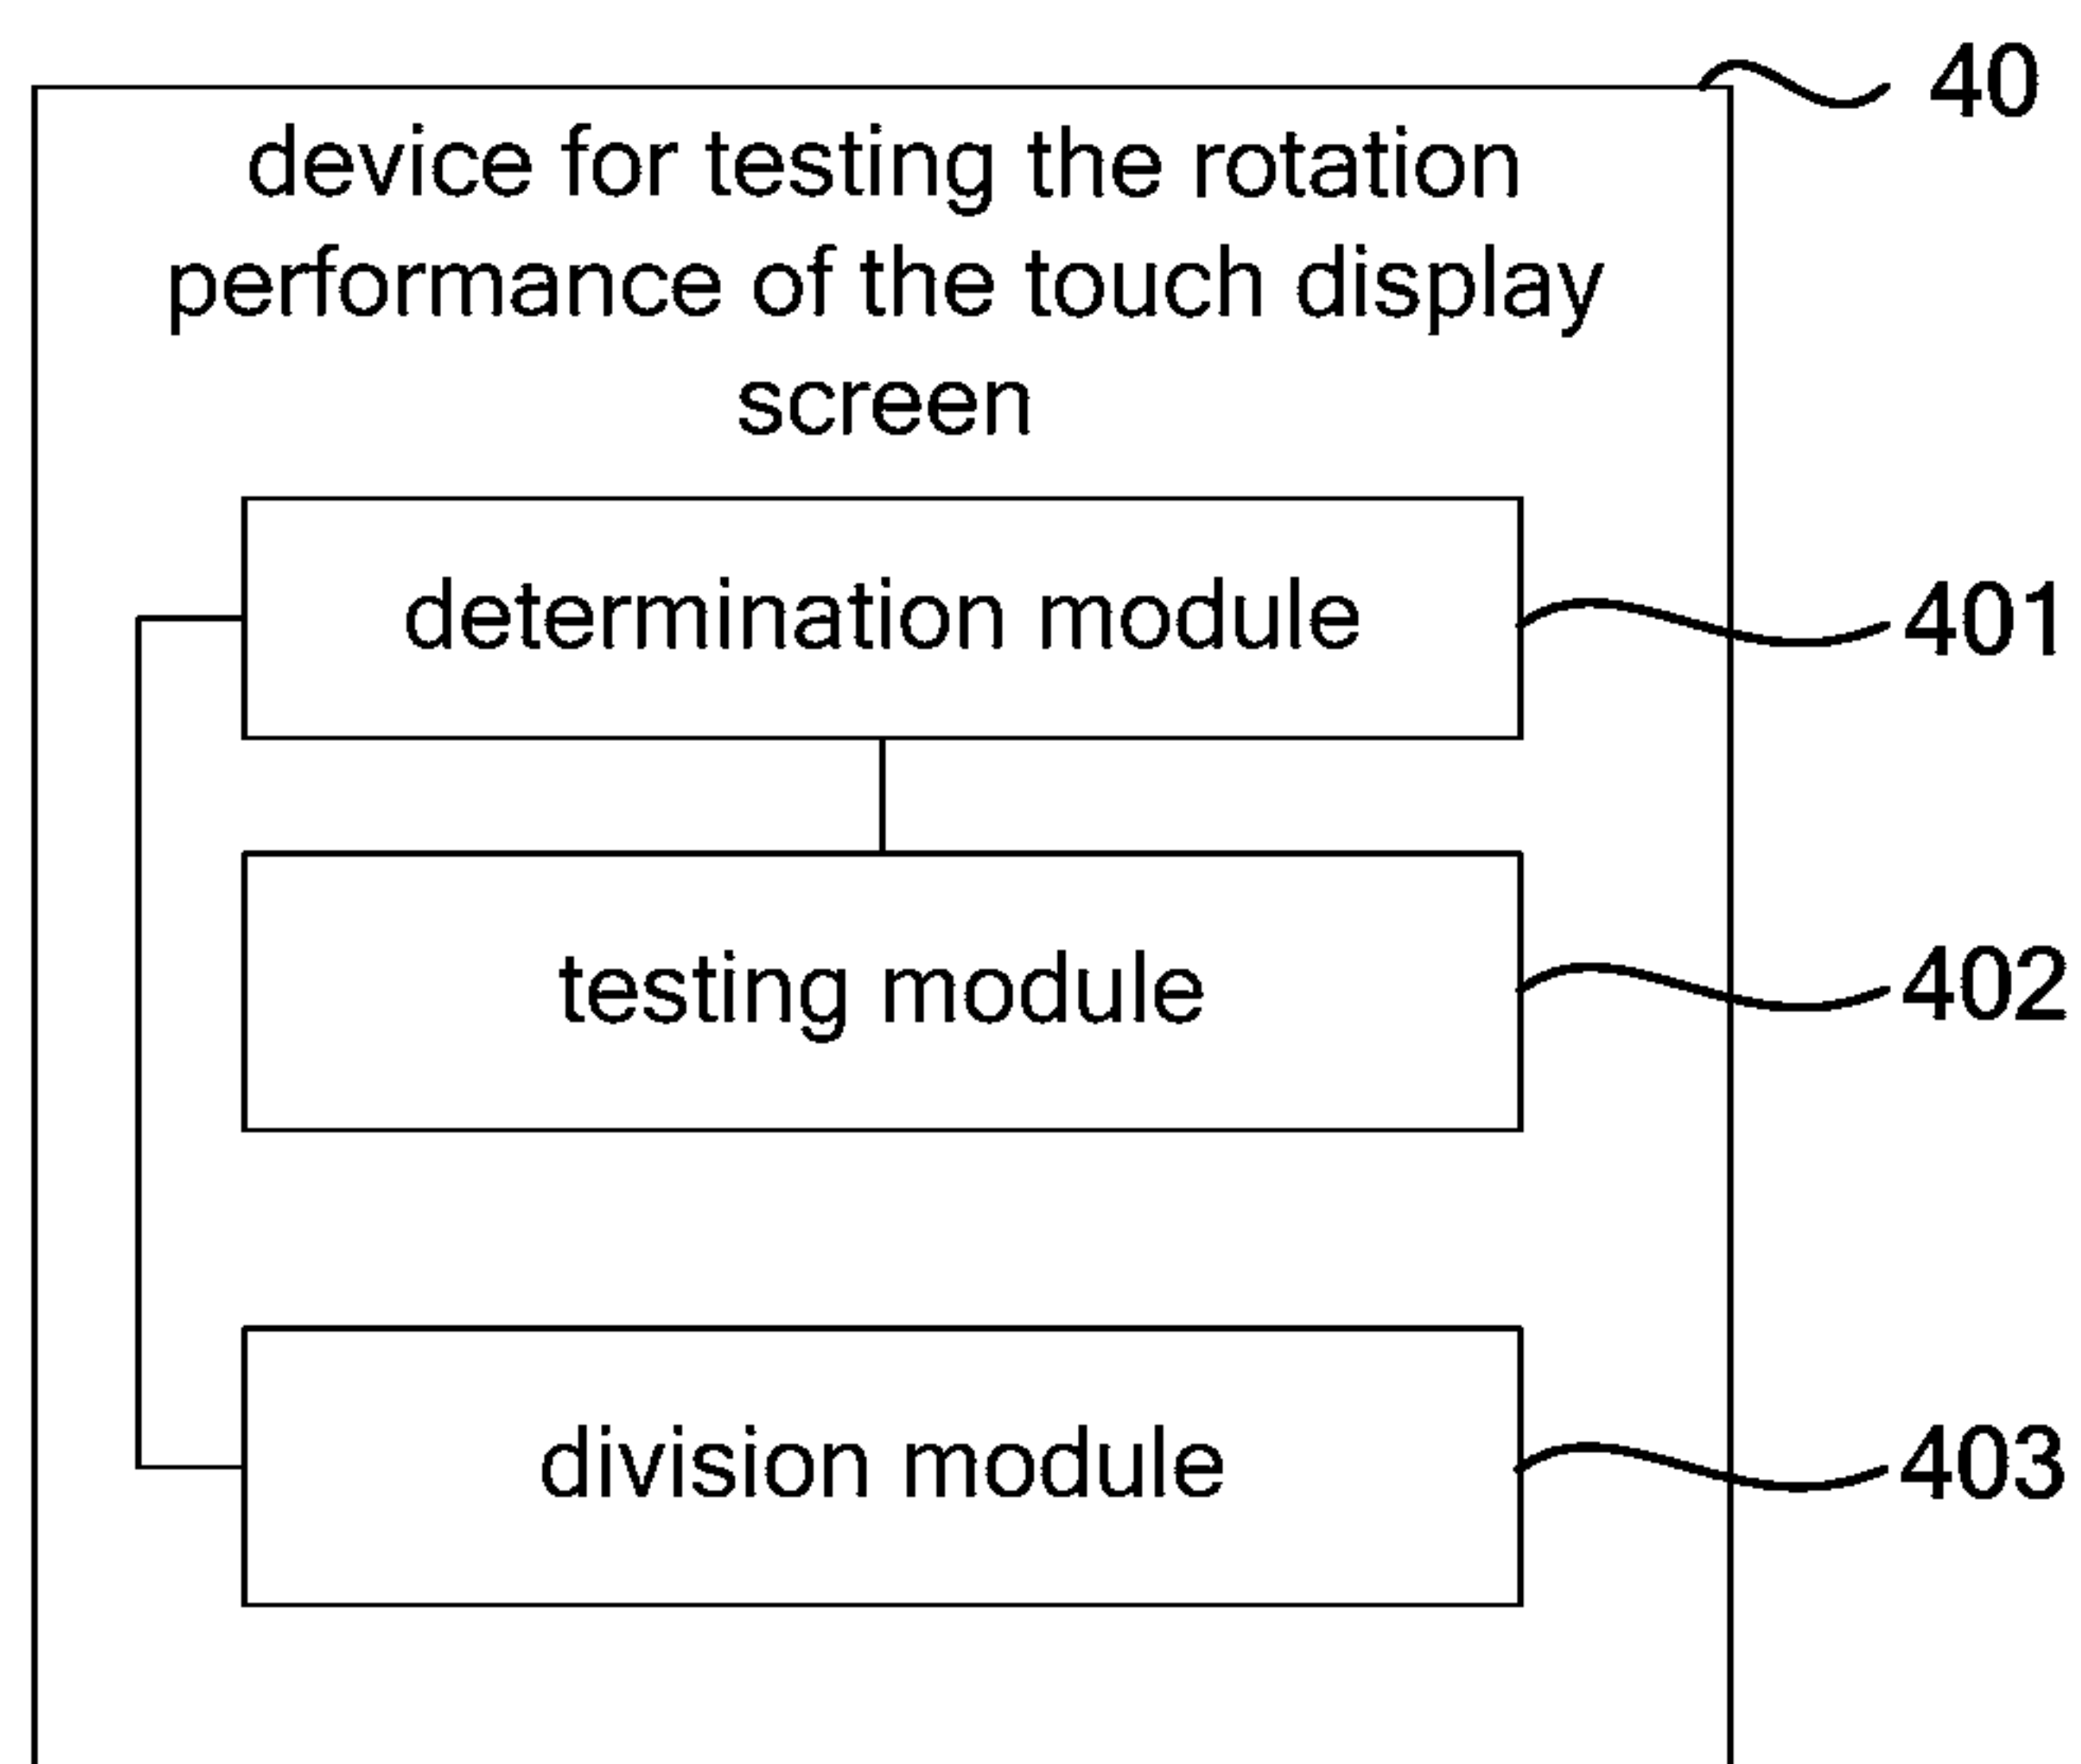 40
device for testing the rotation
performance of the touch display
screen
determination module
401
testing module
402
division module
403